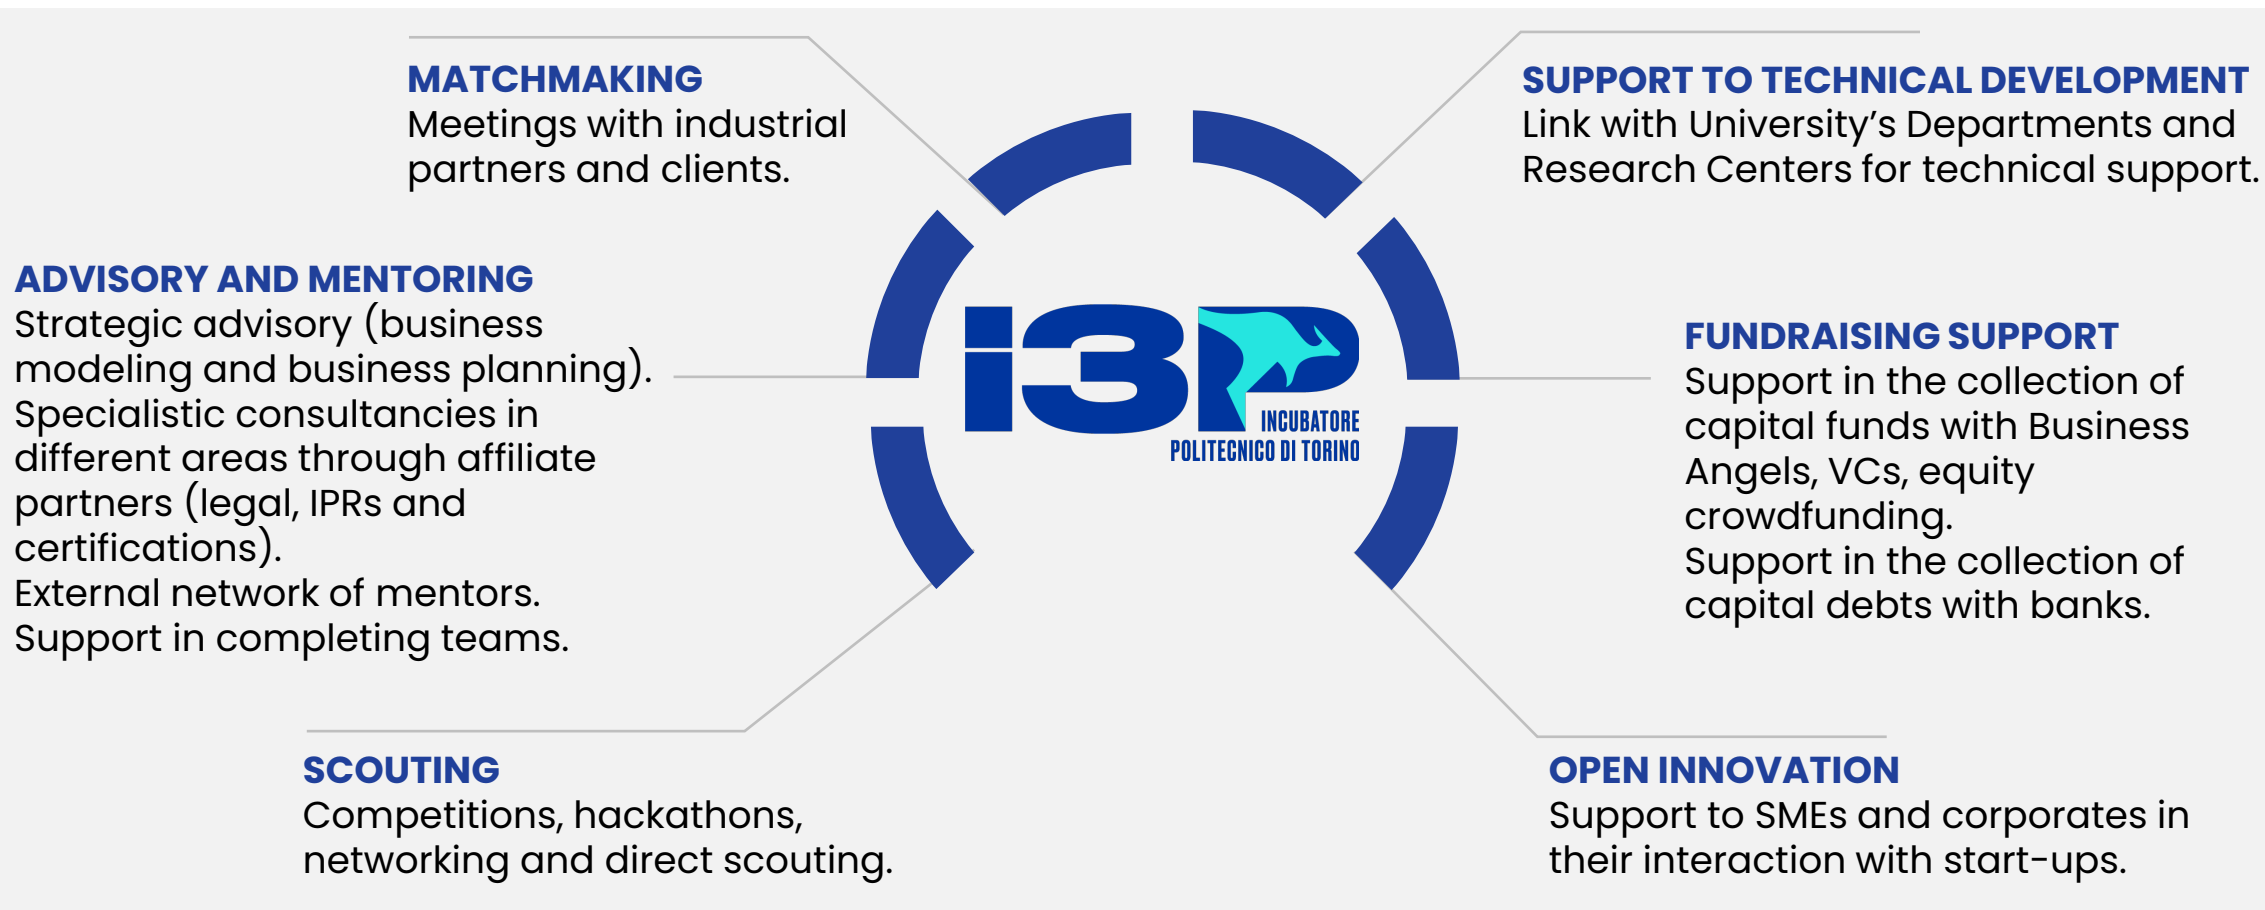 MATCHMAKING
Meetings with industrial
partners and clients.
SUPPORT TO TECHNICAL DEVELOPMENT
Link with University's Departments and
Research Centers for technical support.
ADVISORY AND MENTORING
Strategic advisory (business
modeling and business planning).
Specialistic consultancies in
different areas through affiliate
partners (legal, IPRs and
certifications).
External network of mentors.
Support in completing teams.
i3P
INCUBATORE
POLITECNICO DI TORINO
FUNDRAISING SUPPORT
Support in the collection of
capital funds with Business
Angels, VCs, equity
crowdfunding.
Support in the collection of
capital debts with banks.
SCOUTING
Competitions, hackathons,
networking and direct scouting.
OPEN INNOVATION
Support to SMEs and corporates in
their interaction with start-ups.